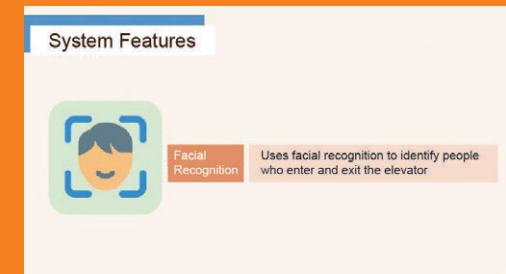 System Features
Facial
Recognition
Uses facial recognition to identify people
who enter and exit the elevator